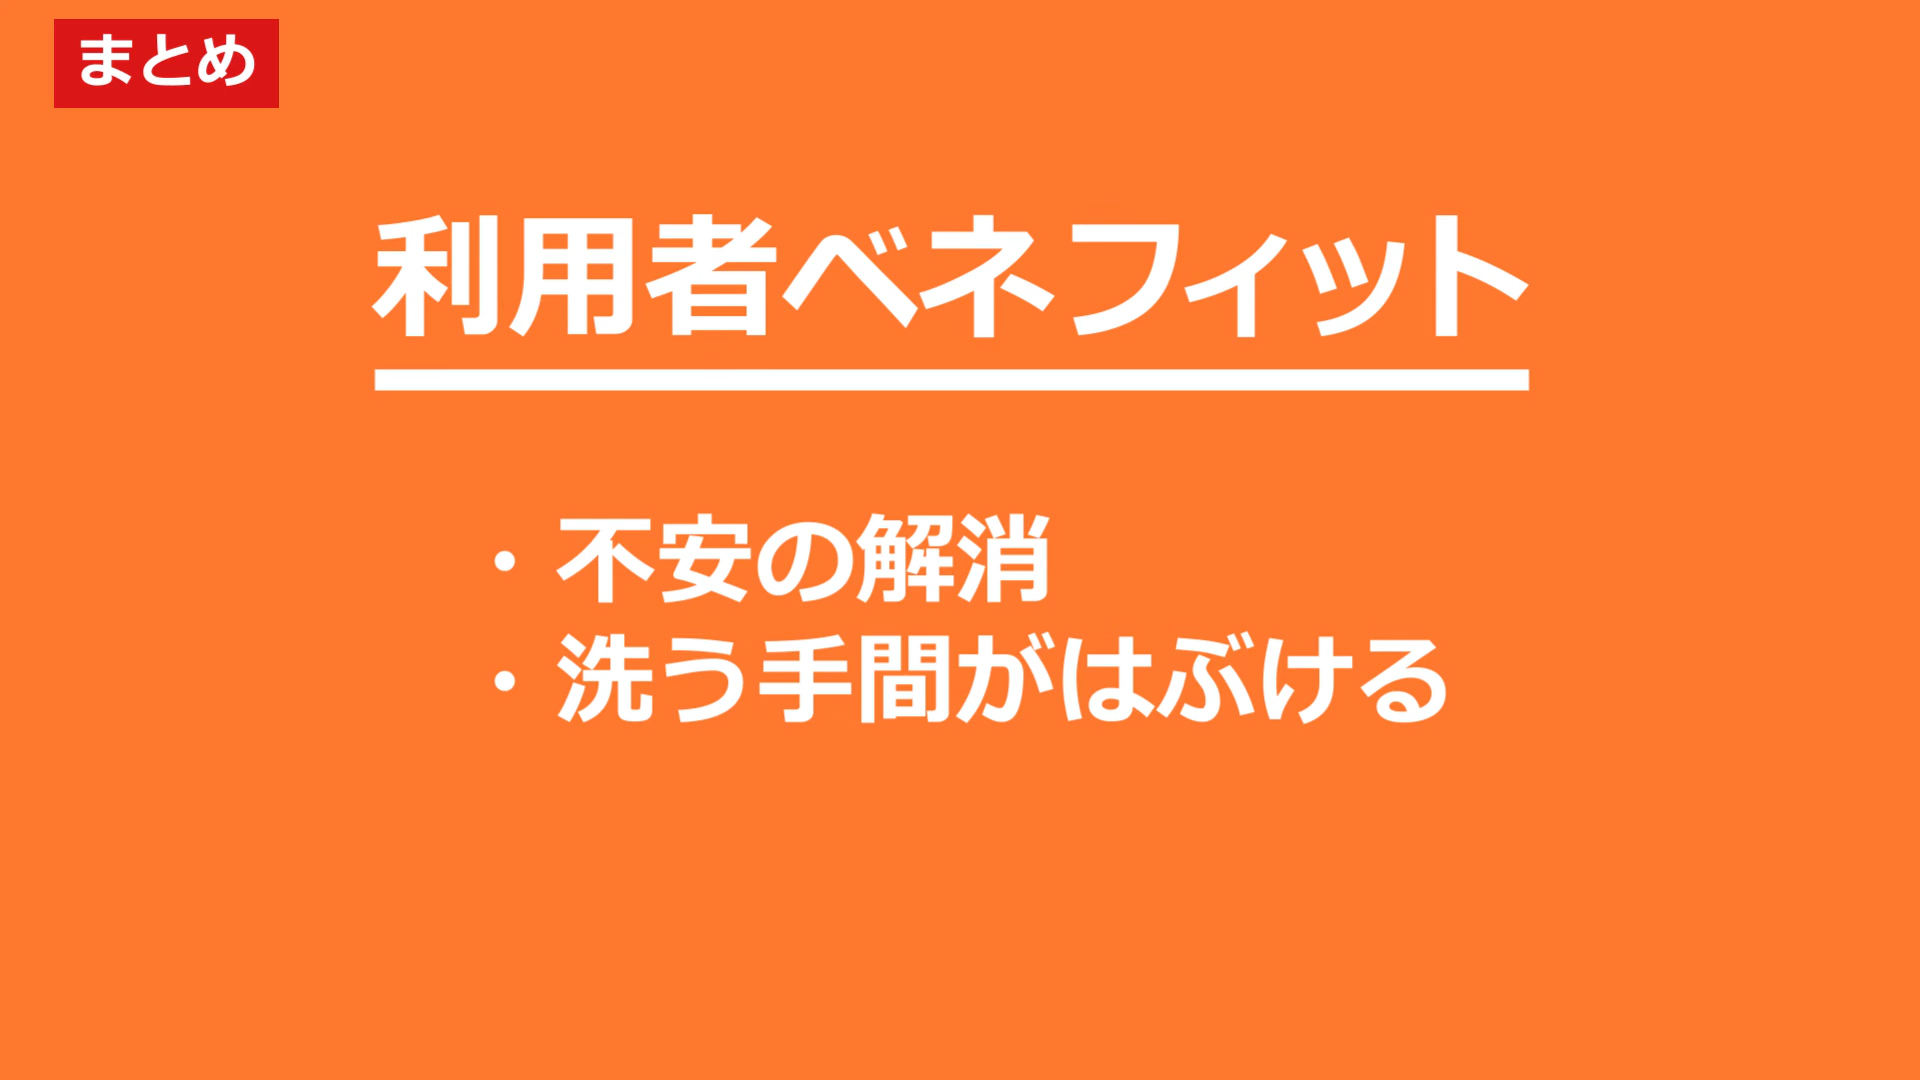 まとめ
利用者ベネフィット
・不安の解消
・洗う手間がはぶける